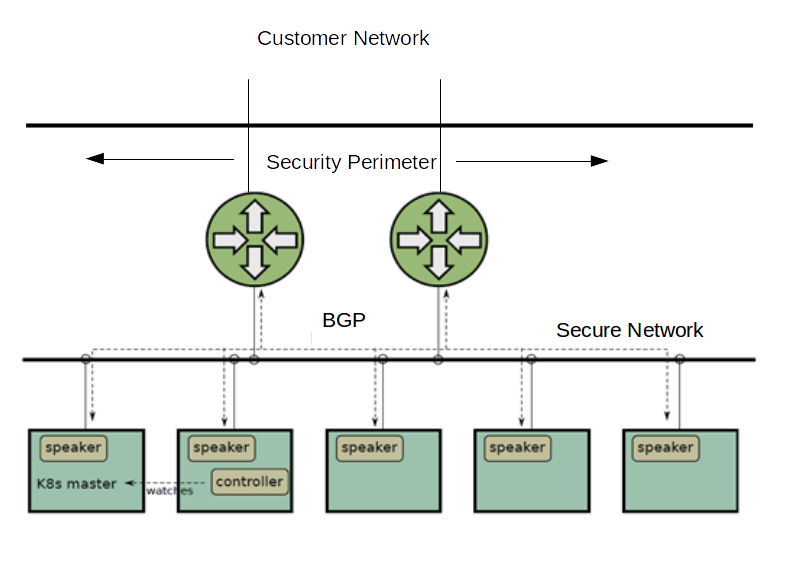 Customer Network
Security Perimeter
BGP
Secure Network
speaker
speaker
speaker
speaker
speaker
K8s master
watches
controller